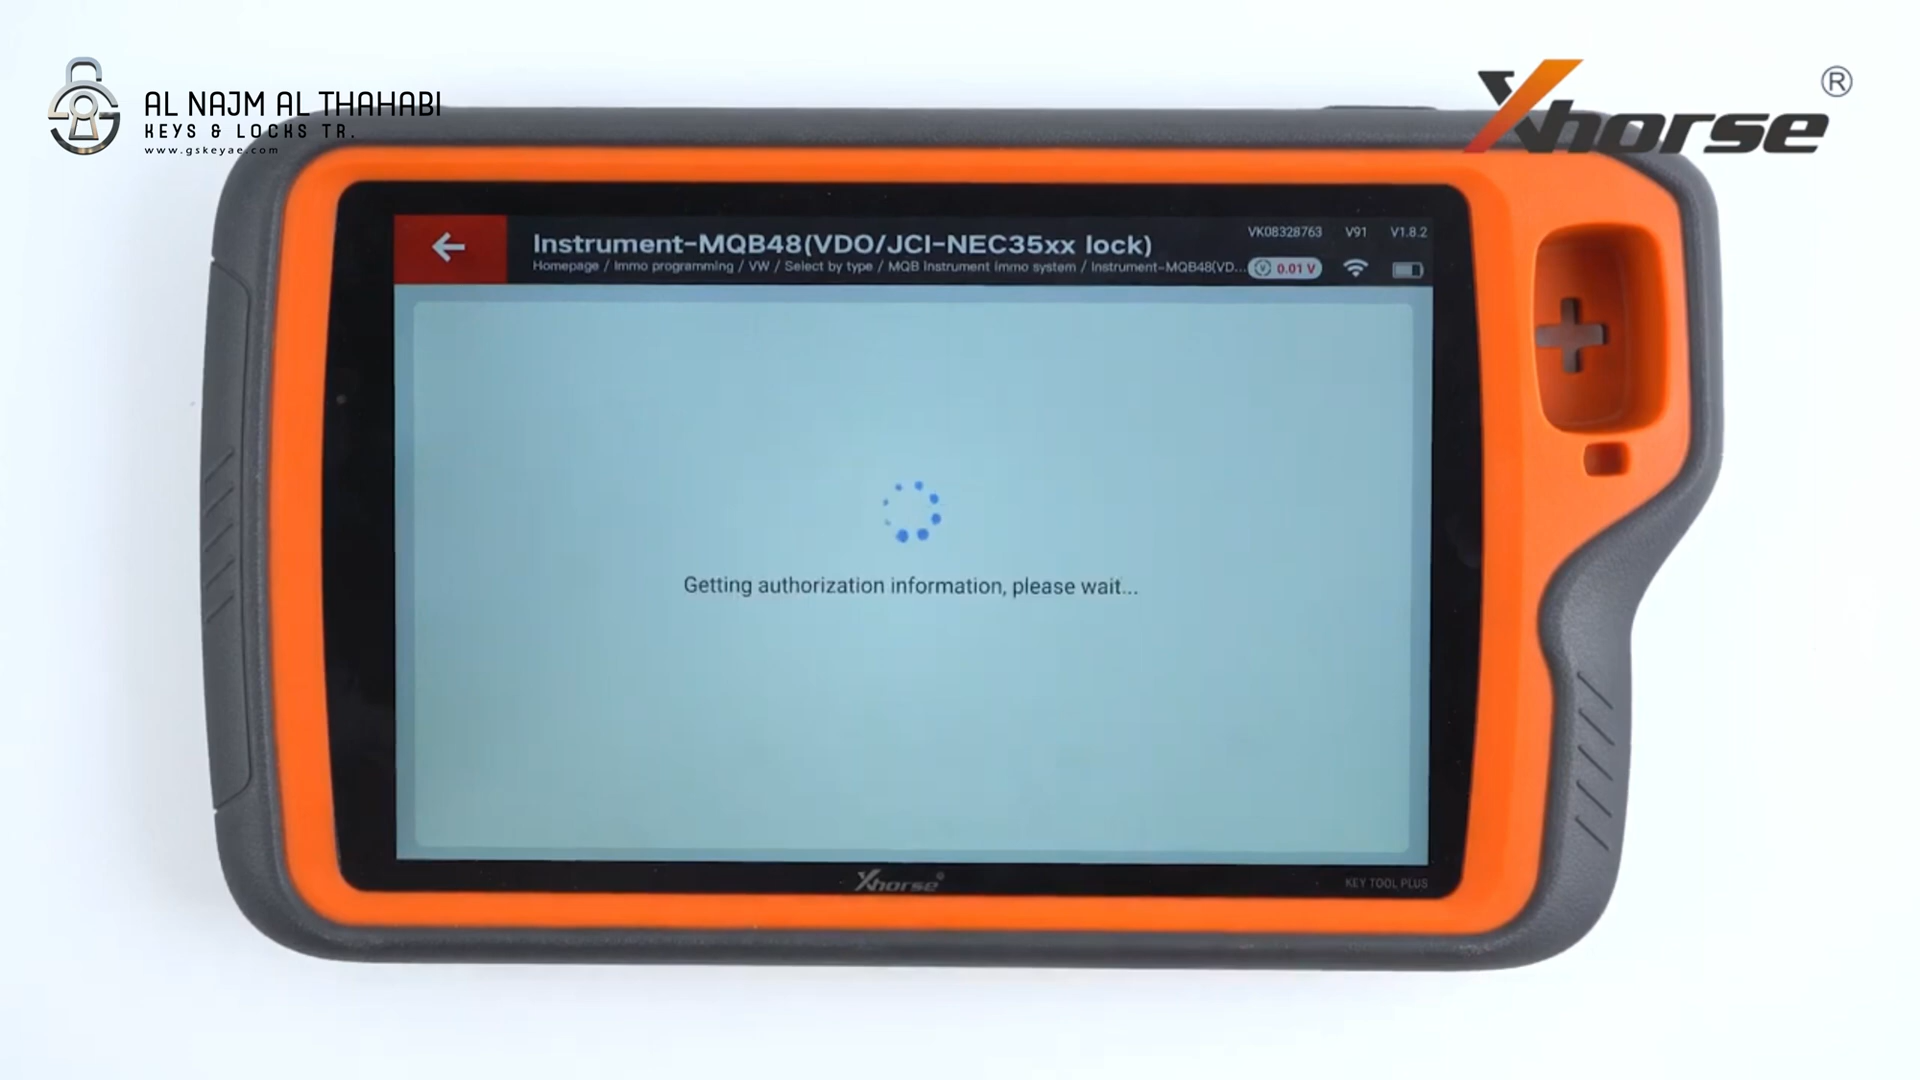 AL NAJM AL THAHABI
KEYS & LOCKS TR.
www.gskeyae.com
Xhorse ®
Instrument-MQB48(VDO/JCI-NEC35xx lock)
VK08328763 V91 V1.8.2
Homepage / Immo programming / VW / Select by type / MQB Instrument immo system / Instrument-MQB48(VD...
0.01 V
Getting authorization information, please wait...
Xhorse®
KEY TOOL PLUS